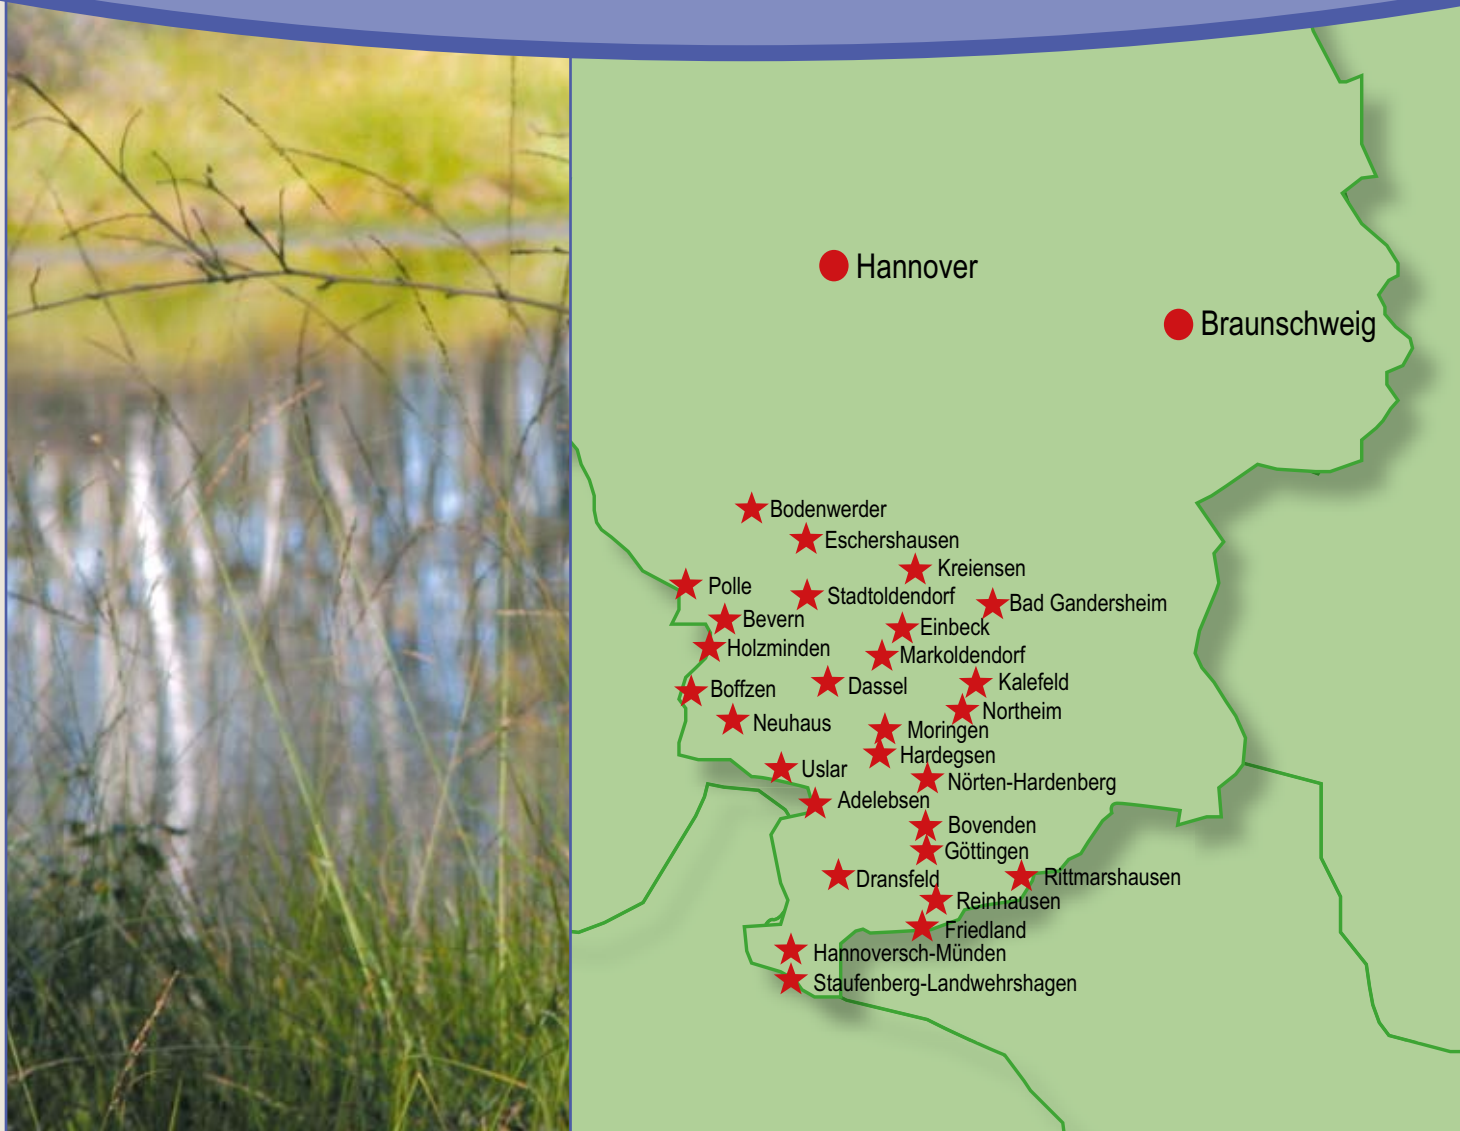 Hannover
Braunschweig
Bodenwerder
Eschershausen
Kreiensen
Polle
Stadtoldendorf
Bad Gandersheim
Bevern
Einbeck
Holzminden
Markoldendorf
Dassel
Kalefeld
Boffzen
Northeim
Neuhaus
Moringen
Hardegsen
Uslar
Nörten-Hardenberg
Adelebsen
Bovenden
Göttingen
Dransfeld
Rittmarshausen
Reinhausen
Friedland
Hannoversch-Münden
Staufenberg-Landwehrshagen